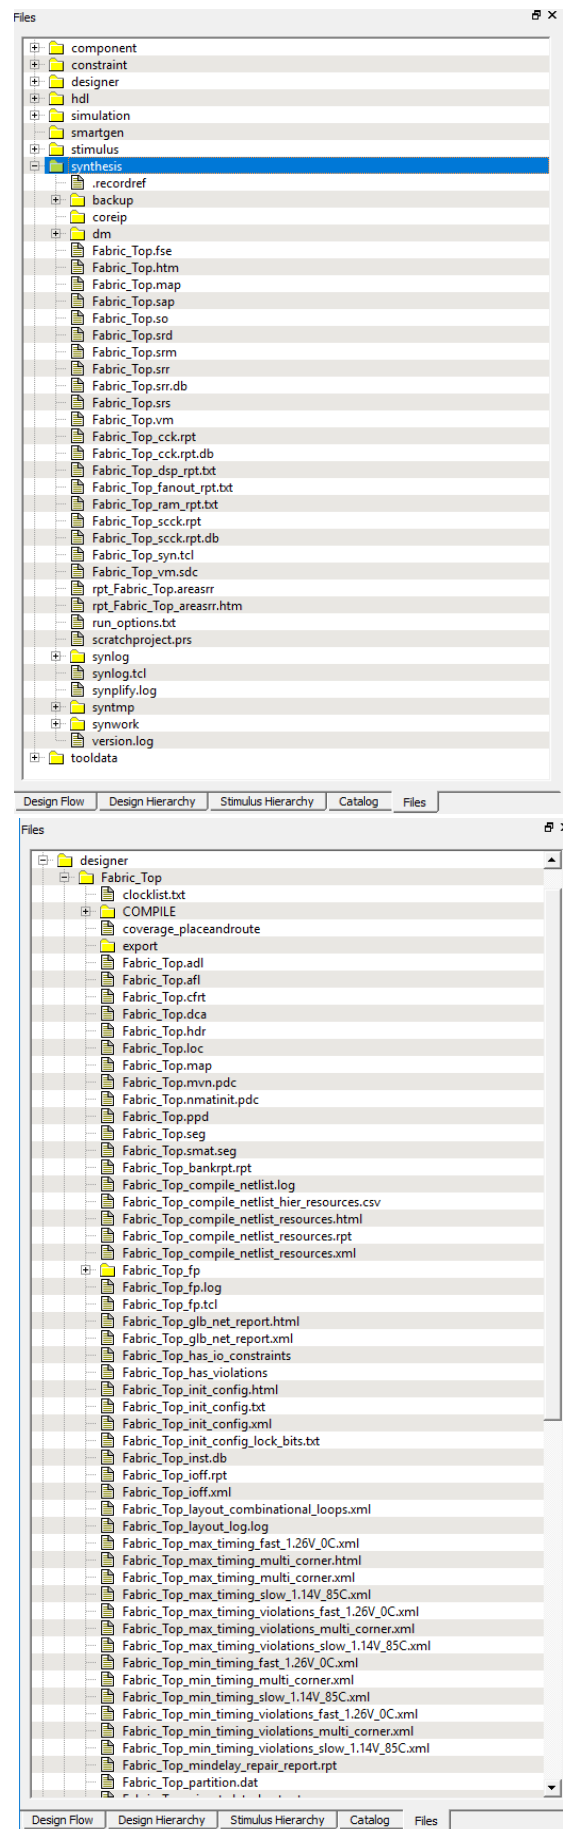 Files
component
constraint
designer
hdl
simulation
smartgen
stimulus
synthesis
.recordref
backup
coreip
dm
Fabric_Top.fse
Fabric_Top.htm
Fabric_Top.map
Fabric_Top.sap
Fabric_Top.so
Fabric_Top.srd
Fabric_Top.srm
Fabric_Top.srr
Fabric_Top.srr.db
Fabric_Top.srs
Fabric_Top.vm
Fabric_Top_cck.rpt
Fabric_Top_cck.rpt.db
Fabric_Top_dsp_rpt.txt
Fabric_Top_fanout_rpt.txt
Fabric_Top_ram_rpt.txt
Fabric_Top_scck.rpt
Fabric_Top_scck.rpt.db
Fabric_Top_syn.tcl
Fabric_Top_vm.sdc
rpt_Fabric_Top.areasrr
rpt_Fabric_Top_areasrr.htm
run_options.txt
scratchproject.prs
synlog
synlog.tcl
synplify.log
syntmp
synwork
version.log
tooldata
Design Flow Design Hierarchy Stimulus Hierarchy Catalog Files
Files
designer
Fabric_Top
clocklist.txt
COMPILE
coverage_placeandroute
export
Fabric_Top.adl
Fabric_Top.afl
Fabric_Top.cfrt
Fabric_Top.dca
Fabric_Top.hdr
Fabric_Top.loc
Fabric_Top.map
Fabric_Top.mvn.pdc
Fabric_Top.nmatinit.pdc
Fabric_Top.ppd
Fabric_Top.seg
Fabric_Top.smat.seg
Fabric_Top_bankrpt.rpt
Fabric_Top_compile_netlist.log
Fabric_Top_compile_netlist_hier_resources.csv
Fabric_Top_compile_netlist_resources.html
Fabric_Top_compile_netlist_resources.rpt
Fabric_Top_compile_netlist_resources.xml
Fabric_Top_fp
Fabric_Top_fp.log
Fabric_Top_fp.tcl
Fabric_Top_glb_net_report.html
Fabric_Top_glb_net_report.xml
Fabric_Top_has_io_constraints
Fabric_Top_has_violations
Fabric_Top_init_config.html
Fabric_Top_init_config.txt
Fabric_Top_init_config.xml
Fabric_Top_init_config_lock_bits.txt
Fabric_Top_inst.db
Fabric_Top_ioff.rpt
Fabric_Top_ioff.xml
Fabric_Top_layout_combinational_loops.xml
Fabric_Top_layout_log.log
Fabric_Top_max_timing_fast_1.26V_0C.xml
Fabric_Top_max_timing_multi_corner.html
Fabric_Top_max_timing_multi_corner.xml
Fabric_Top_max_timing_slow_1.14V_85C.xml
Fabric_Top_max_timing_violations_fast_1.26V_0C.xml
Fabric_Top_max_timing_violations_multi_corner.xml
Fabric_Top_max_timing_violations_slow_1.14V_85C.xml
Fabric_Top_min_timing_fast_1.26V_0C.xml
Fabric_Top_min_timing_multi_corner.xml
Fabric_Top_min_timing_slow_1.14V_85C.xml
Fabric_Top_min_timing_violations_fast_1.26V_0C.xml
Fabric_Top_min_timing_violations_multi_corner.xml
Fabric_Top_min_timing_violations_slow_1.14V_85C.xml
Fabric_Top_mindelay_repair_report.rpt
Fabric_Top_partition.dat
Design Flow Design Hierarchy Stimulus Hierarchy Catalog Files